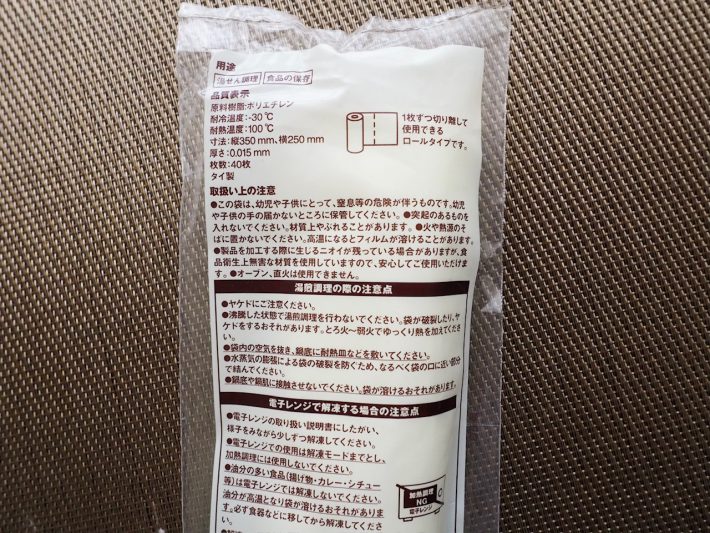 用途
湯せん調理 食品の保存
品質表示
原料樹脂:ポリエチレン
耐冷温度:-30℃
耐熱温度:100℃
寸法:縦350mm、横250mm
厚さ:0.015mm
枚数:40枚
タイ製
1枚ずつ切り離して
使用できる
ロールタイプです。
取扱い上の注意
●この袋は、幼児や子供にとって、窒息等の危険が伴うものです。幼児
や子供の手の届かないところに保管してください。●突起のあるものを
入れないでください。材質上やぶれることがあります。●火や熱源のそ
ばに置かないでください。高温になるとフィルムが溶けることがあります。
●製品を加工する際に生じるニオイが残っている場合がありますが、食
品衛生上無害な材質を使用していますので、安心してご使用いただけま
す。●オーブン、直火は使用できません。
湯煎調理の際の注意点
●ヤケドにご注意ください。
●沸騰した状態で湯煎調理を行わないでください。袋が破裂したり、ヤ
ケドをするおそれがあります。とろ火〜弱火でゆっくり熱を加えてくだ
さい。
●袋内の空気を抜き、鍋底に耐熱皿などを敷いてください。
●水蒸気の膨張による袋の破裂を防ぐため、なるべく袋の口に近い部分
で結んでください。
●鍋底や鍋肌に接触させないでください。袋が溶けるおそれがあります。
電子レンジで解凍する場合の注意点
●電子レンジの取り扱い説明書にしたがい、
様子をみながら少しずつ解凍してください。
●電子レンジでの使用は解凍モードまでとし、
加熱調理には使用しないでください。
●油分の多い食品(揚げ物・カレー・シチュー
等)は電子レンジでは解凍しないでください。
油分が高温となり袋が溶けるおそれがありま
す。必ず食器などに移してから解凍してくださ
加熱調理
NG
電子レンジ